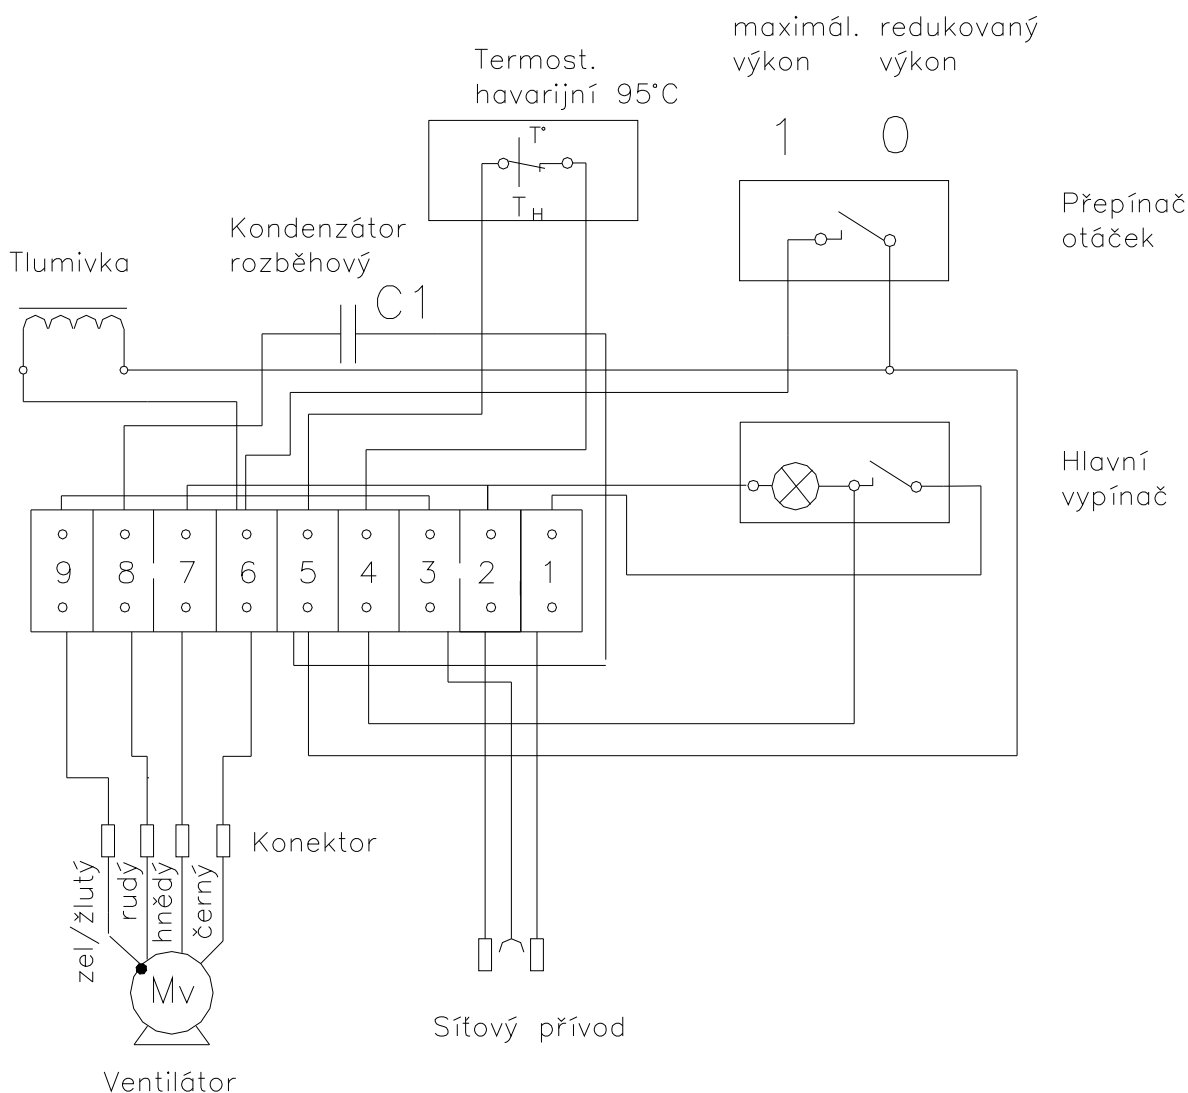 maximál. redukovaný
výkon výkon
1 0
Termost.
havarijní 95°C
T°
T H
Přepínač
otáček
Kondenzátor
rozběhový
C1
Tlumivka
Hlavní
vypínač
9 8 7 6 5 4 3 2 1
Konektor
zel/žlutý
rudý
hnědý
černý
Mv
Síťový přívod
Ventilátor